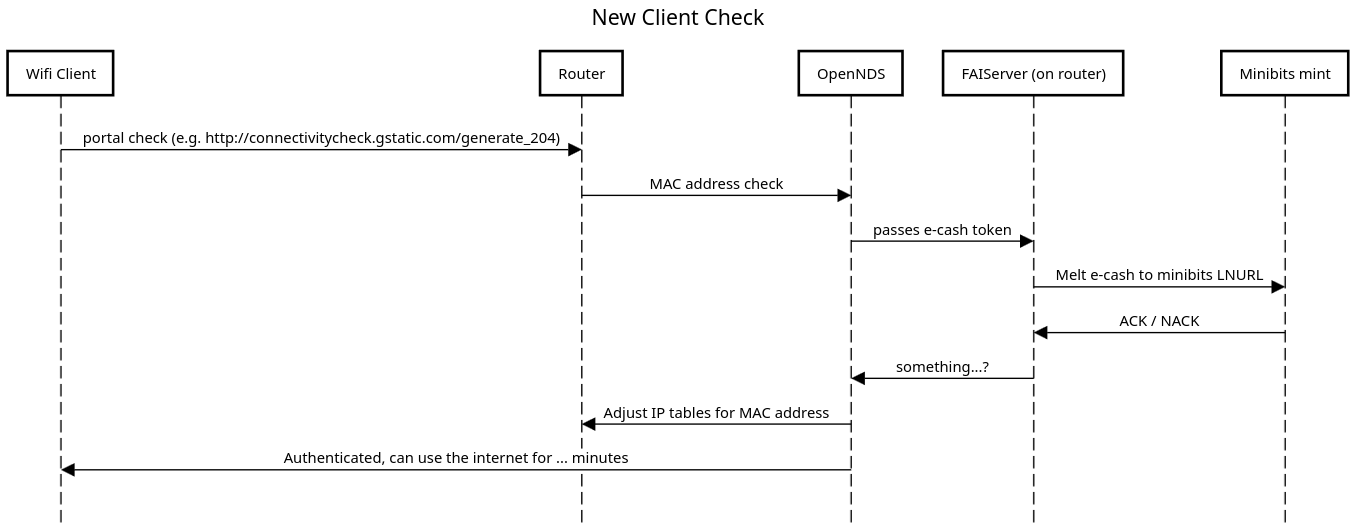 New Client Check
Wifi Client
Router
OpenNDS
FAIServer (on router)
Minibits mint
portal check (e.g. http://connectivitycheck.gstatic.com/generate_204)
MAC address check
passes e-cash token
Melt e-cash to minibits LNURL
ACK / NACK
something...?
Adjust IP tables for MAC address
Authenticated, can use the internet for ... minutes